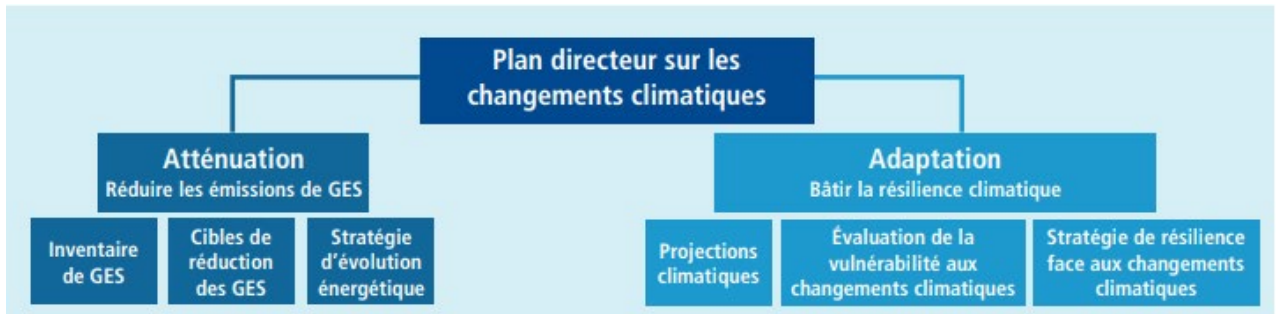 Plan directeur sur les
changements climatiques
Atténuation
Réduire les émissions de GES
Inventaire
de GES
Cibles de
réduction
des GES
Stratégie
d'évolution
énergétique
Adaptation
Bâtir la résilience climatique
Projections
climatiques
Évaluation de la
vulnérabilité aux
changements climatiques
Stratégie de résilience
face aux changements
climatiques